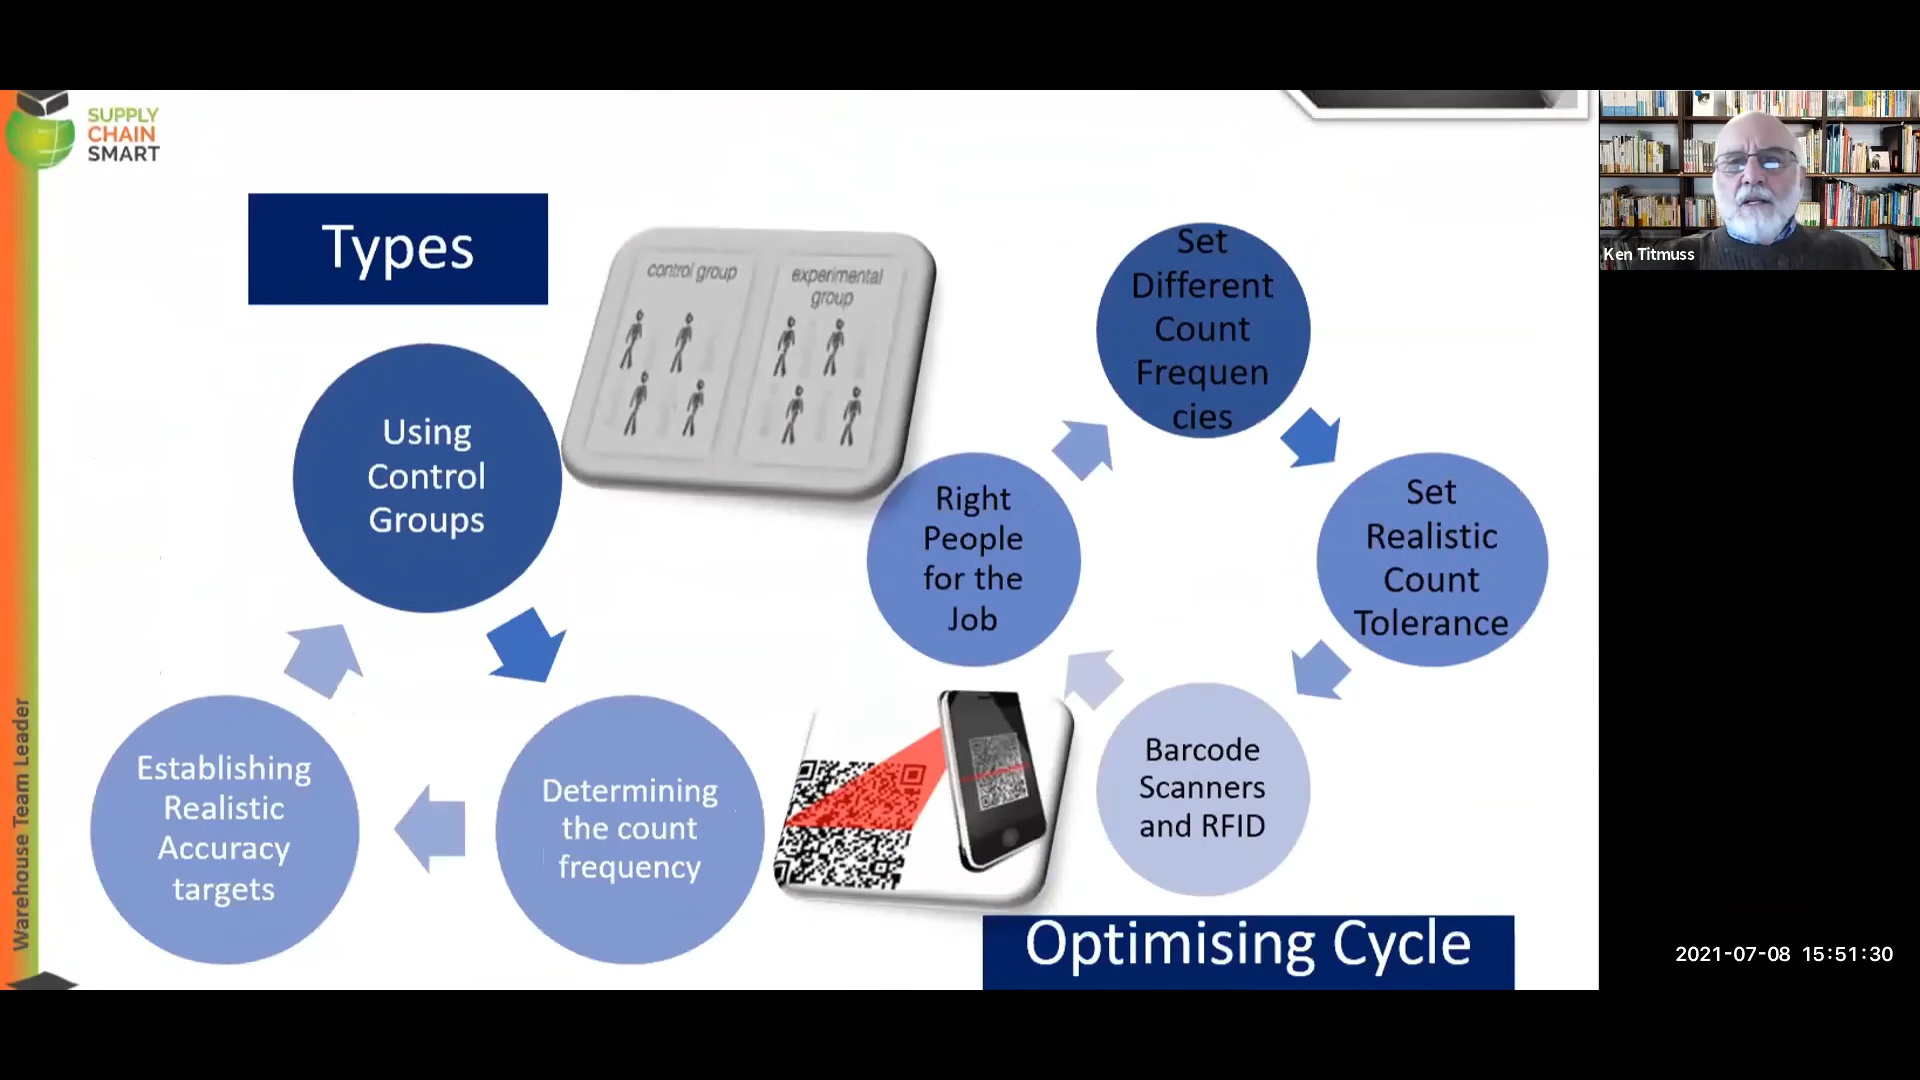 SUPPLY
CHAIN
SMART
Warehouse Team Leader
Types
Using
Control
Groups
Determining
the count
frequency
Establishing
Realistic
Accuracy
targets
control group
experimental
group
Set
Different
Count
Frequen
cies
Set
Realistic
Count
Tolerance
Barcode
Scanners
and RFID
Right
People
for the
Job
Optimising Cycle
Ken Titmuss
2021-07-08 15:51:30